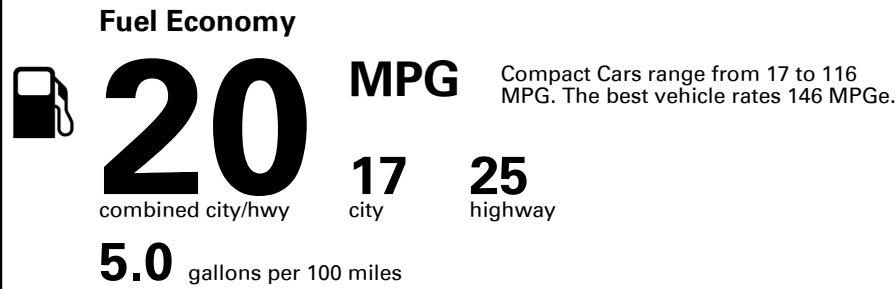 Fuel Economy
20
MPG
Compact Cars range from 17 to 116
MPG. The best vehicle rates 146 MPGe.
combined city/hwy
17
city
25
highway
5.0 gallons per 100 miles